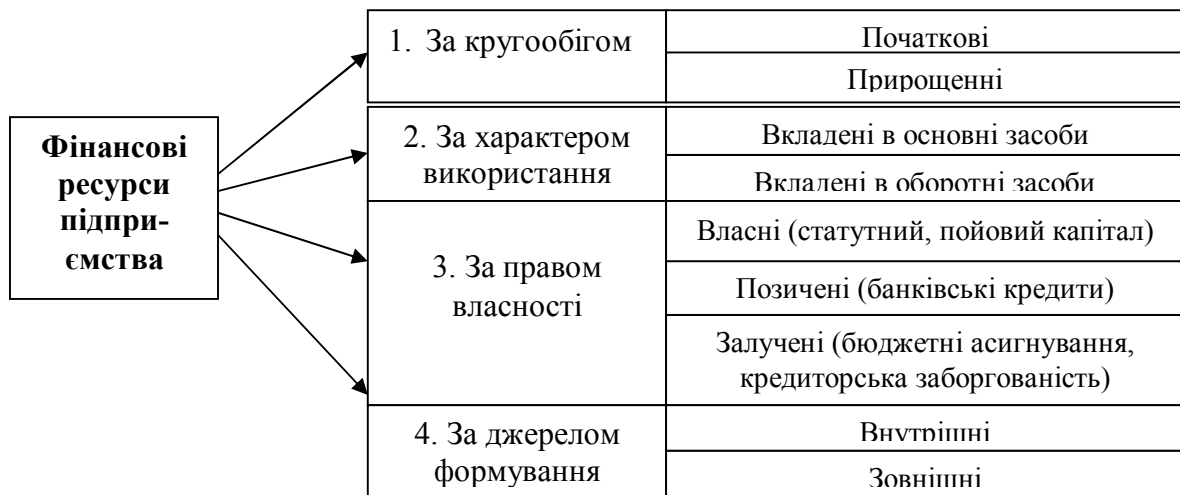 Фінансові
ресурси
підпри-
ємства
1. За кругообігом
Початкові
Прирощенні
2. За характером
використання
Вкладені в основні засоби
Вкладені в оборотні засоби
3. За правом
власності
Власні (статутний, пойовий капітал)
Позичені (банківські кредити)
Залучені (бюджетні асигнування,
кредиторська заборгованість)
4. За джерелом
формування
Внутрішні
Зовнішні